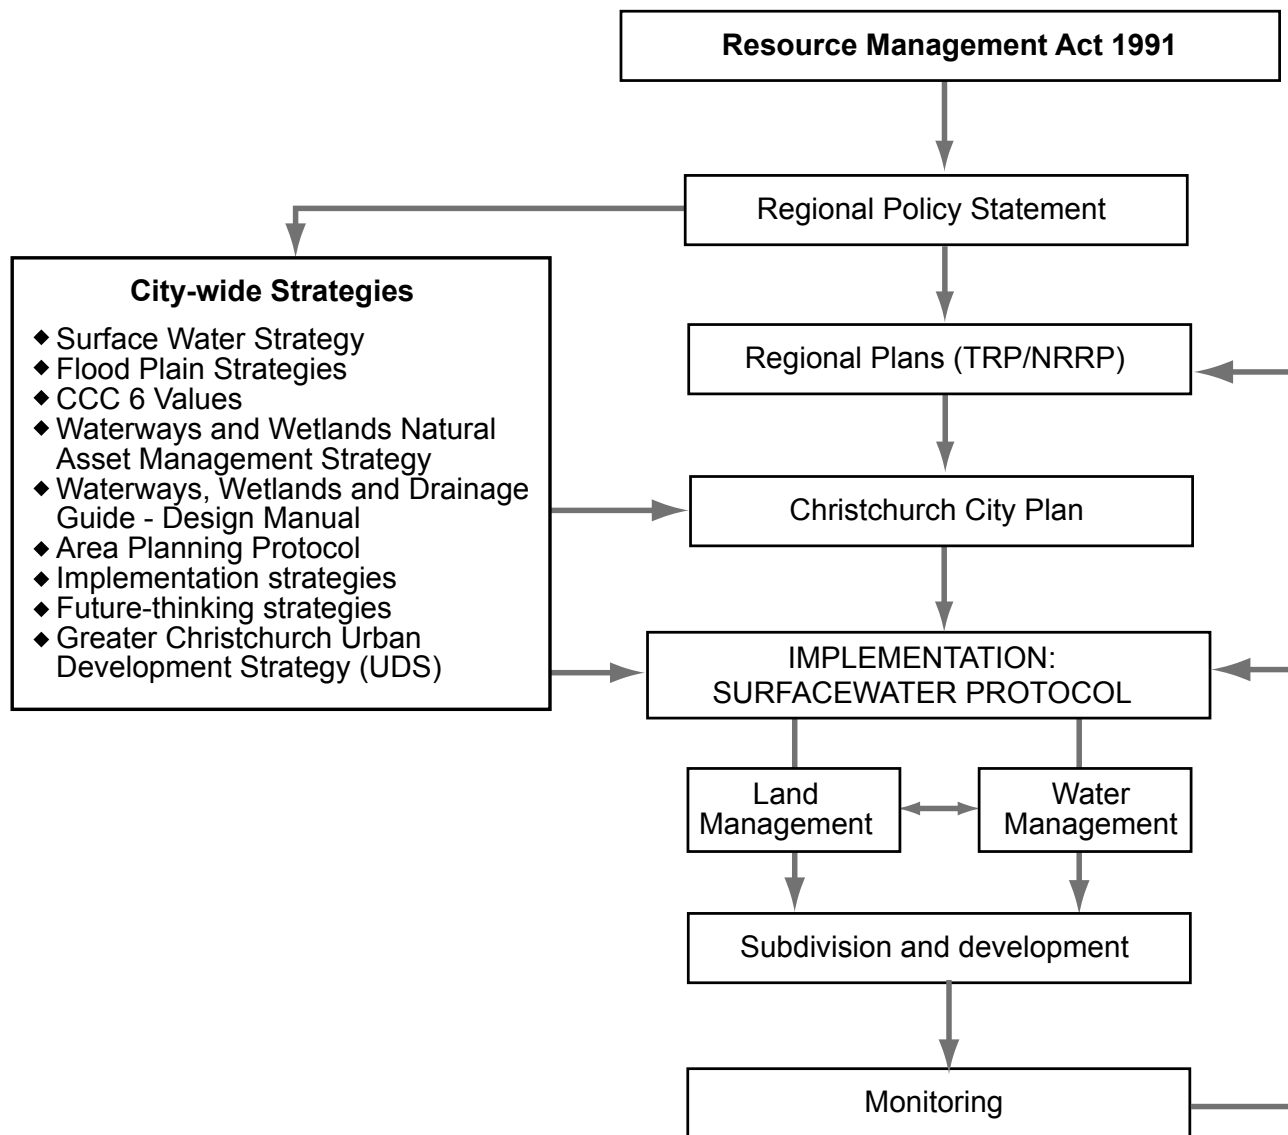 Resource Management Act 1991
Regional Policy Statement
City-wide Strategies
◆ Surface Water Strategy
◆ Flood Plain Strategies
◆ CCC 6 Values
◆ Waterways and Wetlands Natural
Asset Management Strategy
◆ Waterways, Wetlands and Drainage
Guide - Design Manual
◆ Area Planning Protocol
◆ Implementation strategies
◆ Future-thinking strategies
◆ Greater Christchurch Urban
Development Strategy (UDS)
Regional Plans (TRP/NRRP)
Christchurch City Plan
IMPLEMENTATION:
SURFACEWATER PROTOCOL
Land
Management
Water
Management
Subdivision and development
Monitoring